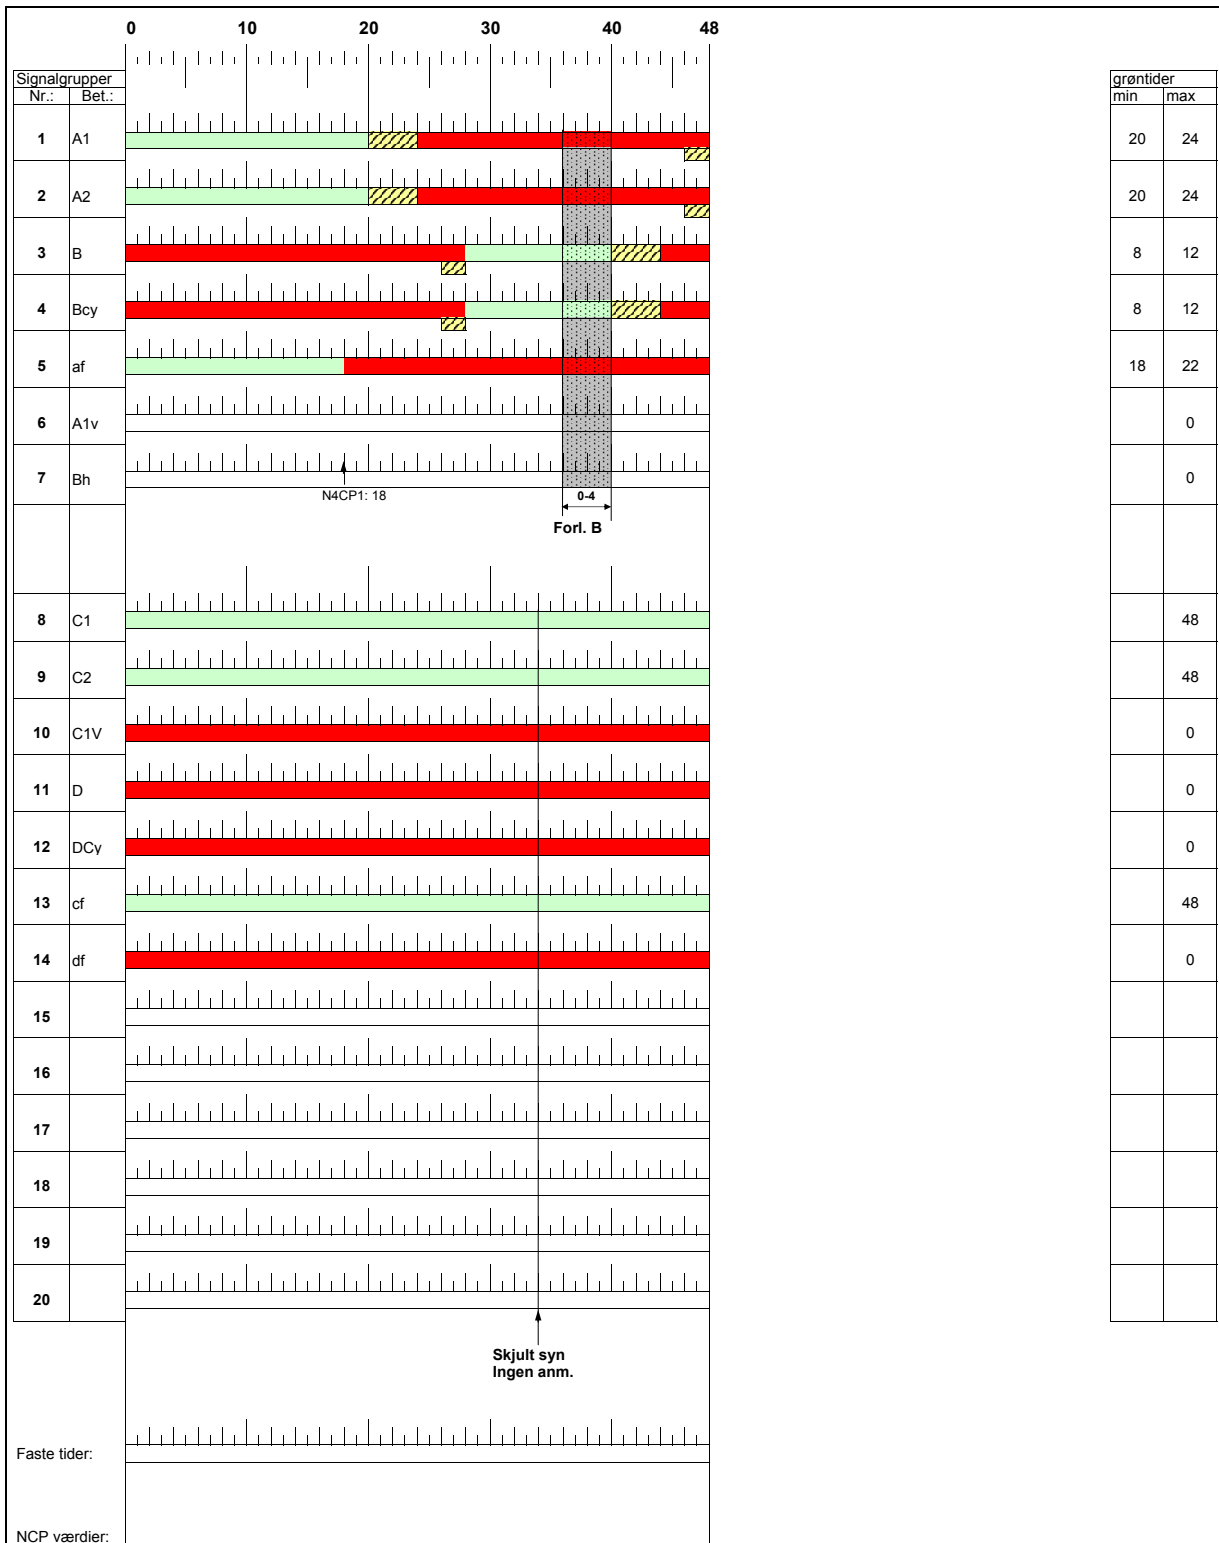 0 10 20 30 40 48
Signalgrupper grøntider
Nr.: Bet.: min max
1 A1 20 24
2 A2 20 24
3 B 8 12
4 Bcy 8 12
5 af 18 22
6 A1v 0
7 Bh 0
N4CP1: 18 0-4
Forl. B
8 C1 48
9 C2 48
10 C1V 0
11 D 0
12 DCy 0
13 cf 48
14 df 0
15
16
17
18
19
20
Skjult syn
Ingen anm.
Faste tider:
NCP værdier: